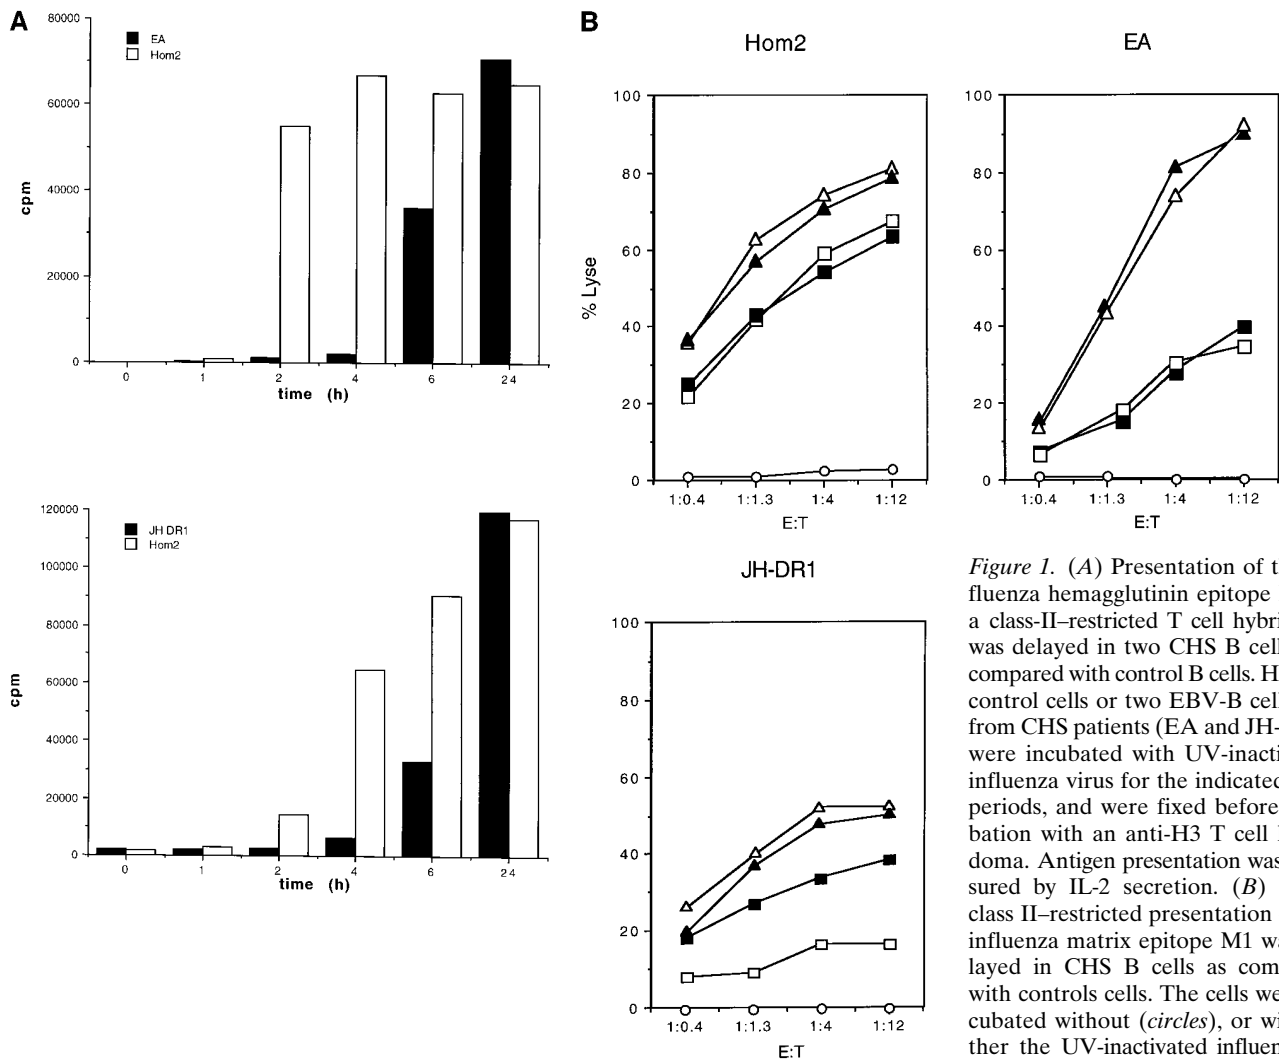 A
80000
60000
40000
20000
0
cpm
EA
Hom2
0
1
2
4
6
24
time (h)
120000
100000
80000
60000
40000
20000
0
cpm
JH DR1
Hom2
0
1
2
4
6
24
time (h)
B
Hom2
100
80
60
40
20
0
% Lyse
1:0.4
1:1.3
1:4
1:12
E:T
EA
100
80
60
40
20
0
1:0.4
1:1.3
1:4
1:12
E:T
JH-DR1
100
80
60
40
20
0
1:0.4
1:1.3
1:4
1:12
E:T
Figure 1. (A) Presentation of t
fluenza hemagglutinin epitope
a class-II–restricted T cell hybri
was delayed in two CHS B cell
compared with control B cells. H
control cells or two EBV-B cell
from CHS patients (EA and JH-
were incubated with UV-inacti
influenza virus for the indicated
periods, and were fixed before
bation with an anti-H3 T cell
doma. Antigen presentation was
sured by IL-2 secretion. (B)
class II–restricted presentation
influenza matrix epitope M1 wa
layed in CHS B cells as com
with controls cells. The cells we
cubated without (circles), or wi
ther the UV-inactivated influen